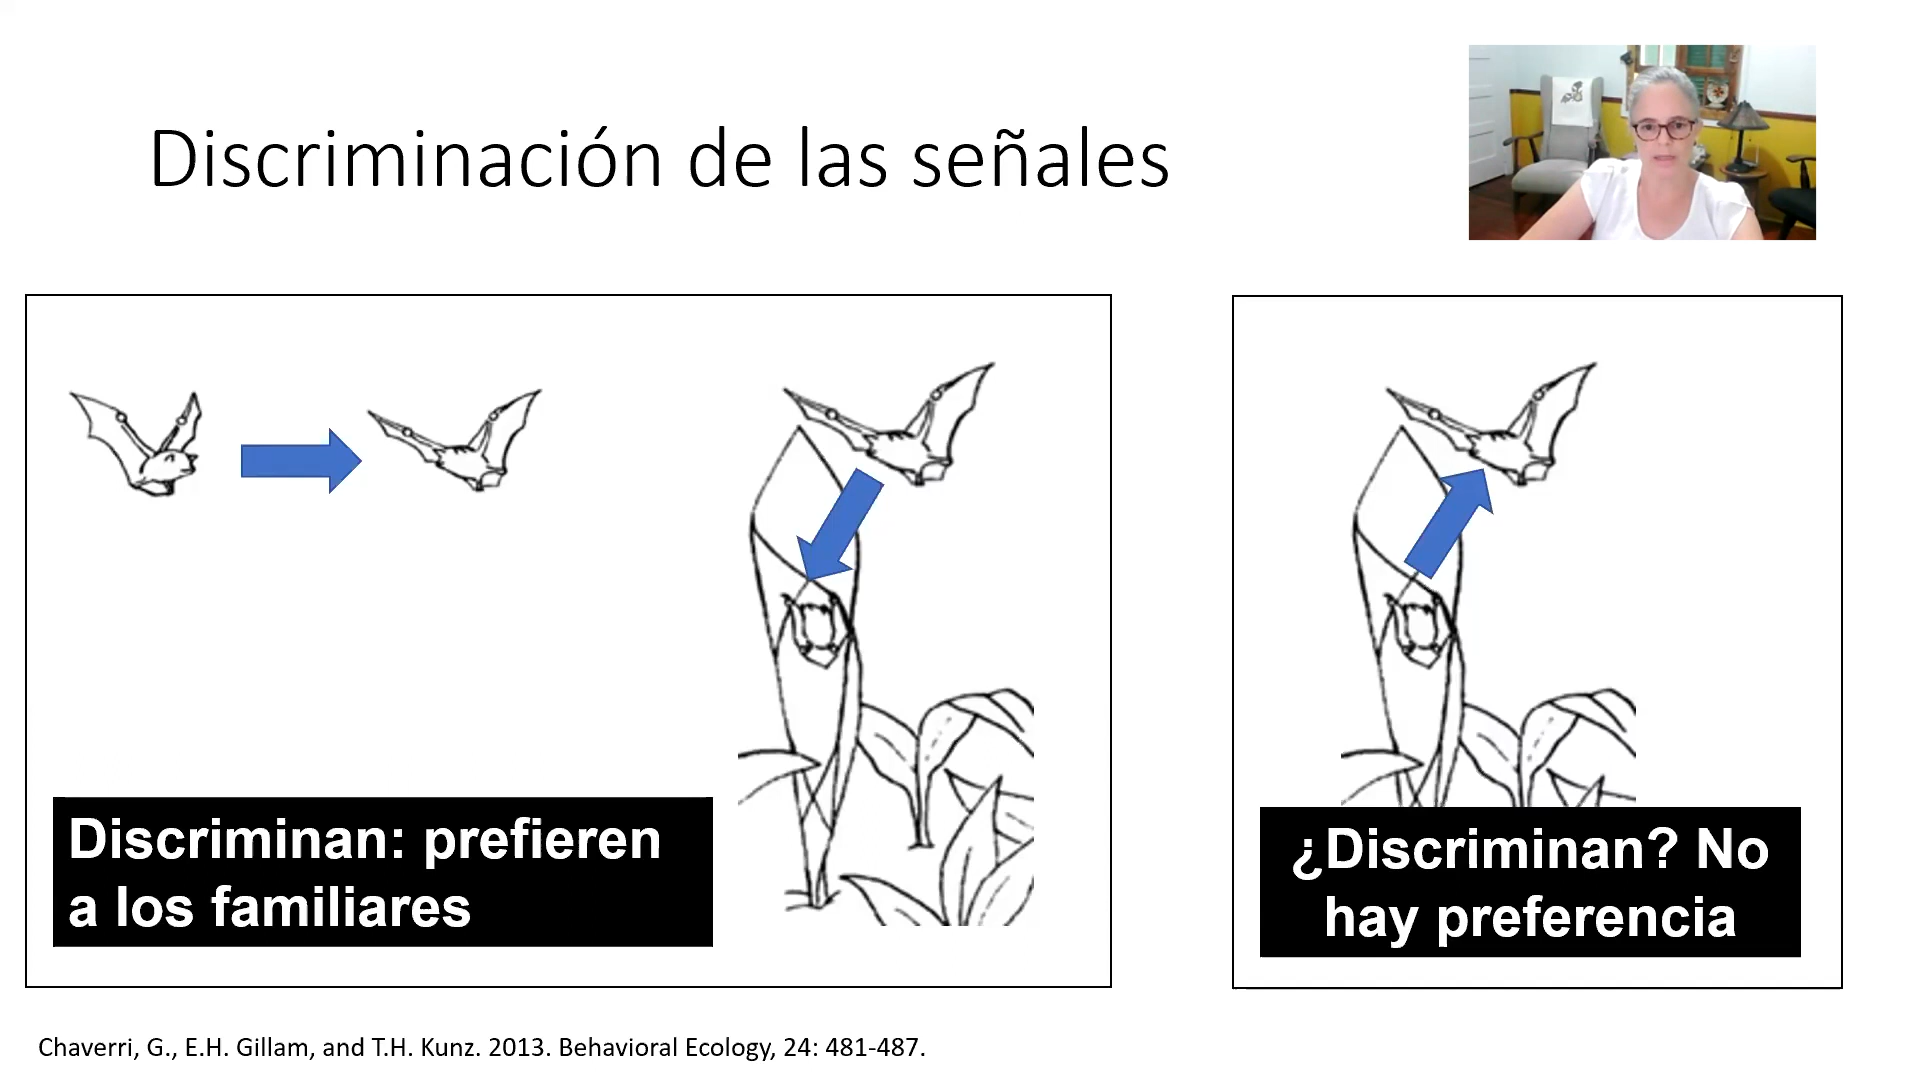 Discriminación de las señales
Discriminan: prefieren
a los familiares
¿Discriminan? No
hay preferencia
Chaverri, G., E.H. Gillam, and T.H. Kunz. 2013. Behavioral Ecology, 24: 481-487.